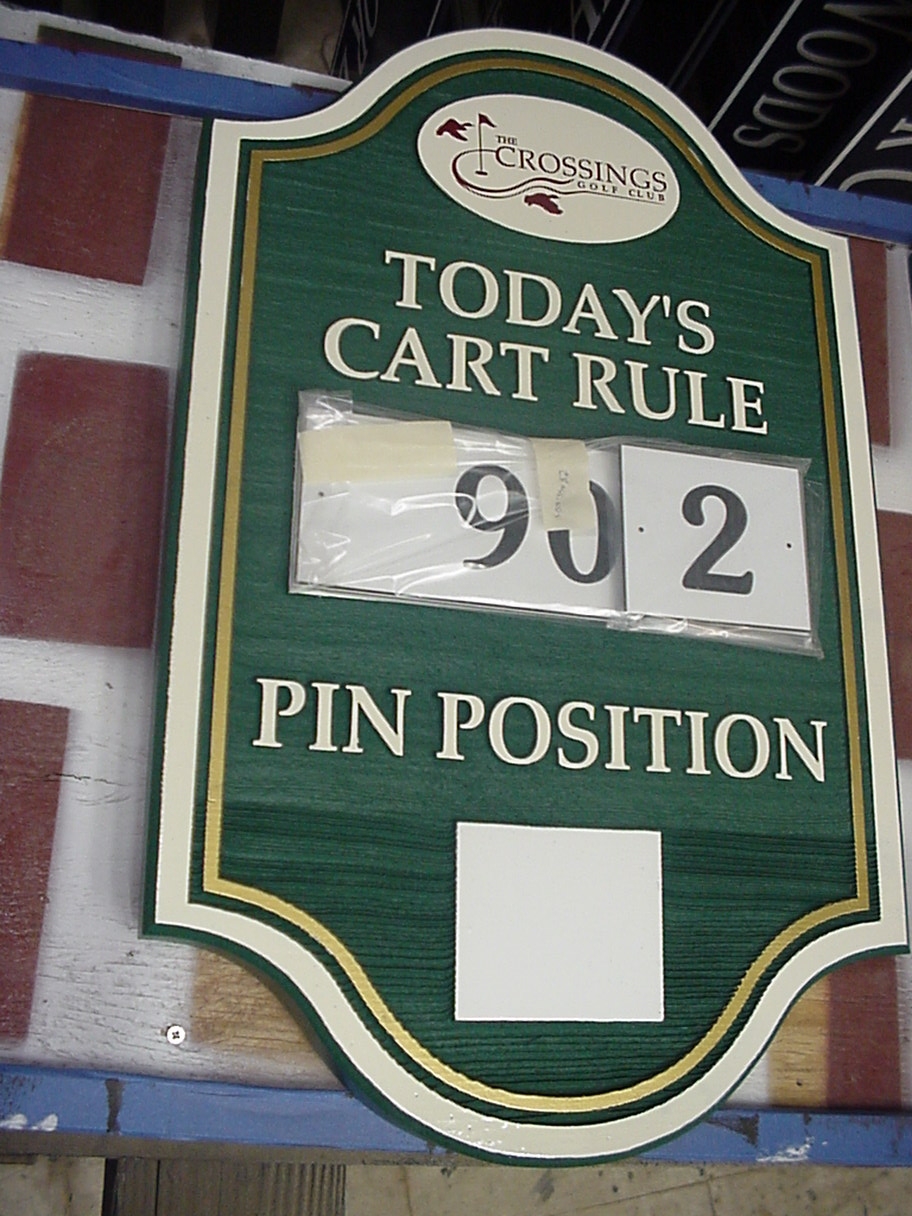 THE
CROSSINGS
GOLF CLUB
TODAY'S
CART RULE
90 2
PIN POSITION
WOODS